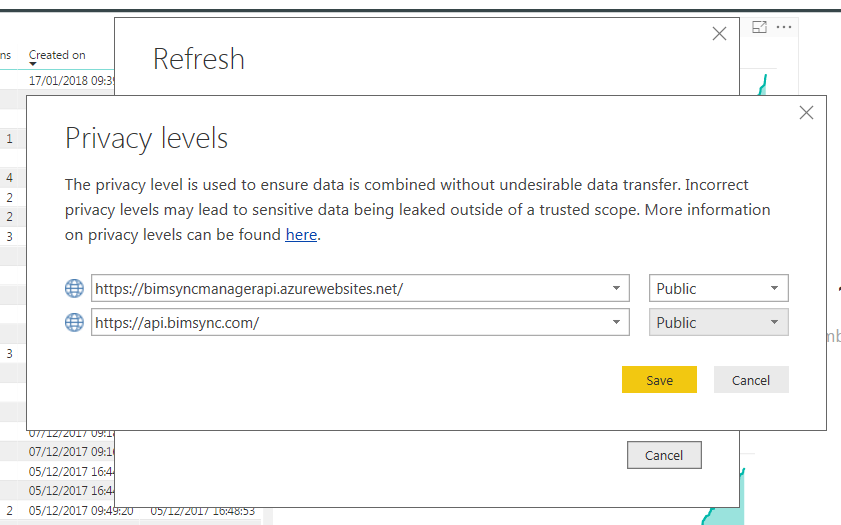 ns Created on
Refresh
17/01/2018 09:39
Privacy levels
1
The privacy level is used to ensure data is combined without undesirable data transfer. Incorrect
4
2
privacy levels may lead to sensitive data being leaked outside of a trusted scope. More information
2
3
on privacy levels can be found here.
https://bimsyncmanagerapi.azurewebsites.net/ Public
https://api.bimsync.com/ Public
3
Save Cancel
07/12/2017 09:18
07/12/2017 09:16
Cancel
05/12/2017 16:44
05/12/2017 16:44
2 05/12/2017 09:49:20 05/12/2017 16:48:53